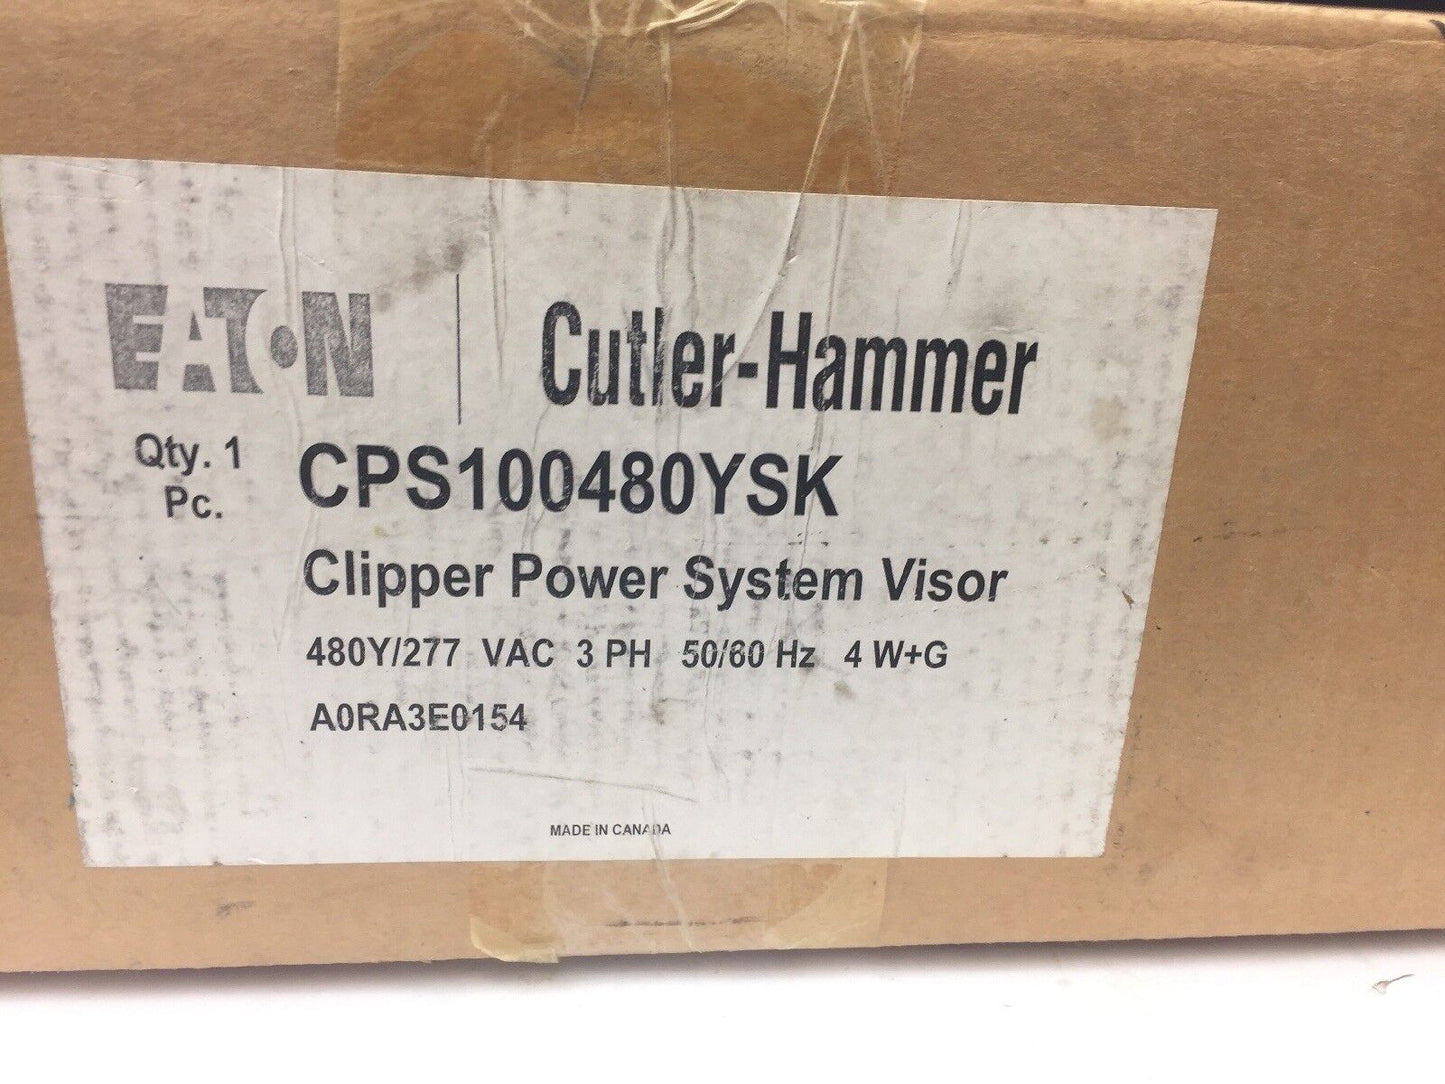 EATON
Cutler-Hammer
Qty. 1 Pc.
CPS100480YSK
Clipper Power System Visor
480Y/277 VAC 3 PH 50/60 Hz 4 W+G
A0RA3E0154
MADE IN CANADA